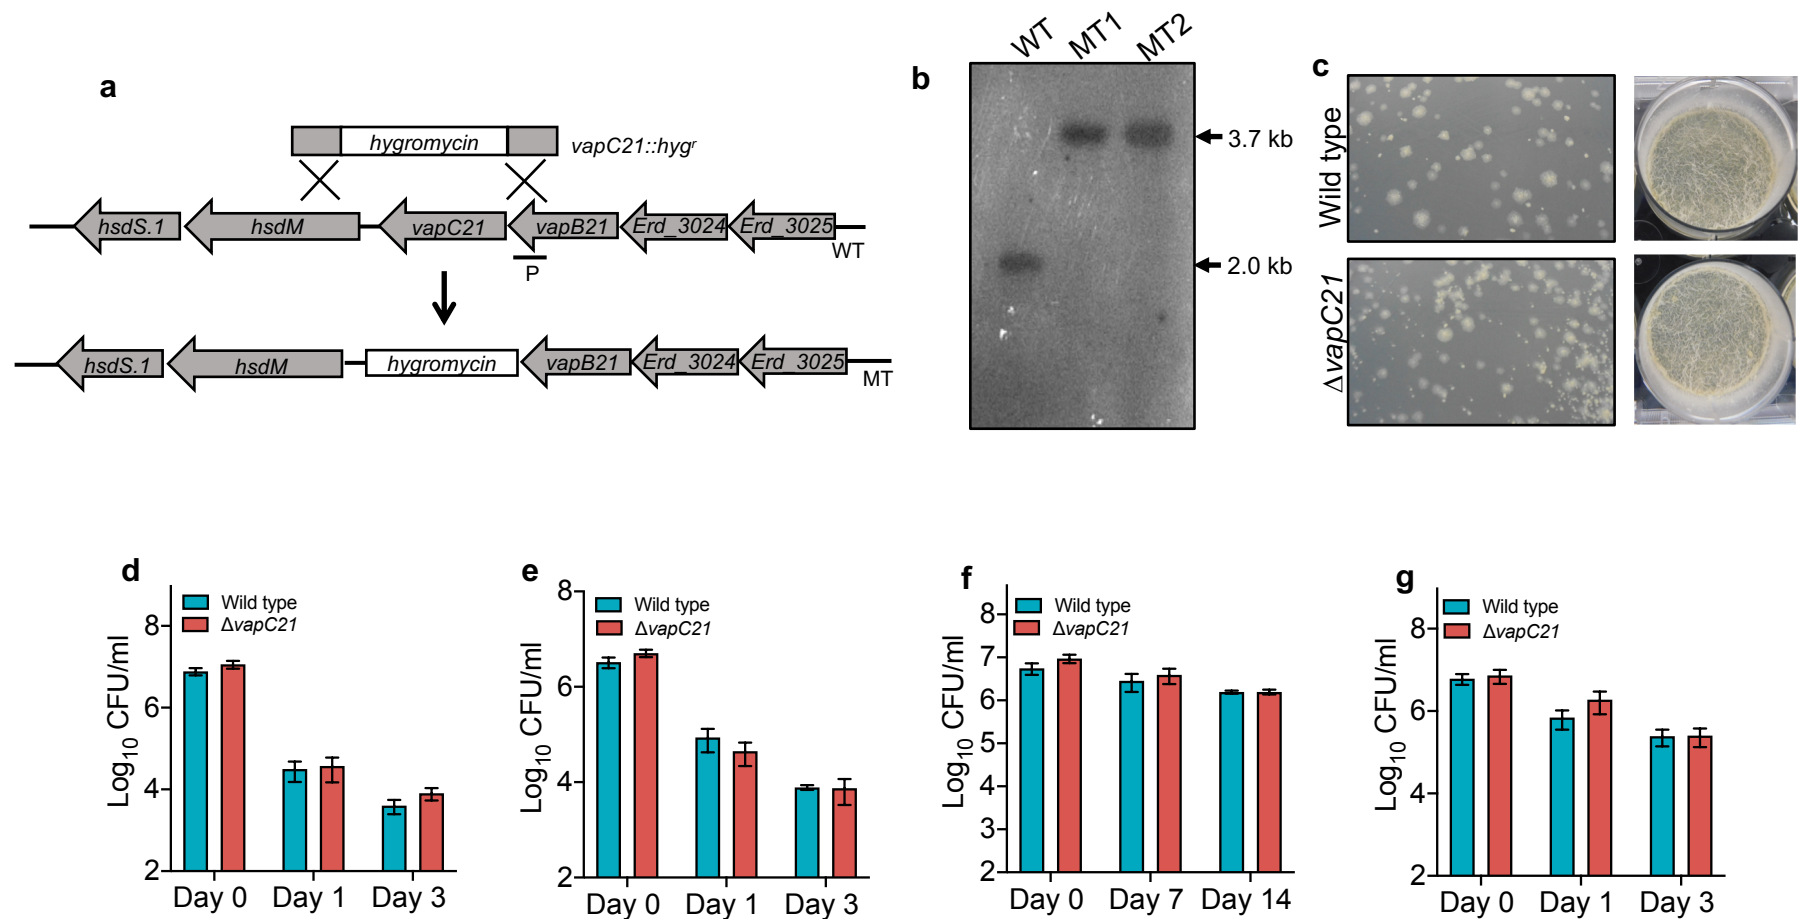 a
hygromycin
vapC21::hygʳ
hsdS.1 hsdM vapC21 vapB21 Erd_3024 Erd_3025
WT
P
hsdS.1 hsdM hygromycin vapB21 Erd_3024 Erd_3025
MT
b
WT MT1 MT2
3.7 kb
2.0 kb
c
Wild type
ΔvapC21
d
Wild type
ΔvapC21
Log₁₀ CFU/ml
8
6
4
2
Day 0 Day 1 Day 3
e
Wild type
ΔvapC21
Log₁₀ CFU/ml
8
6
4
2
Day 0 Day 1 Day 3
f
Wild type
ΔvapC21
Log₁₀ CFU/ml
8
7
6
5
4
3
2
Day 0 Day 7 Day 14
g
Wild type
ΔvapC21
Log₁₀ CFU/ml
8
6
4
2
Day 0 Day 1 Day 3